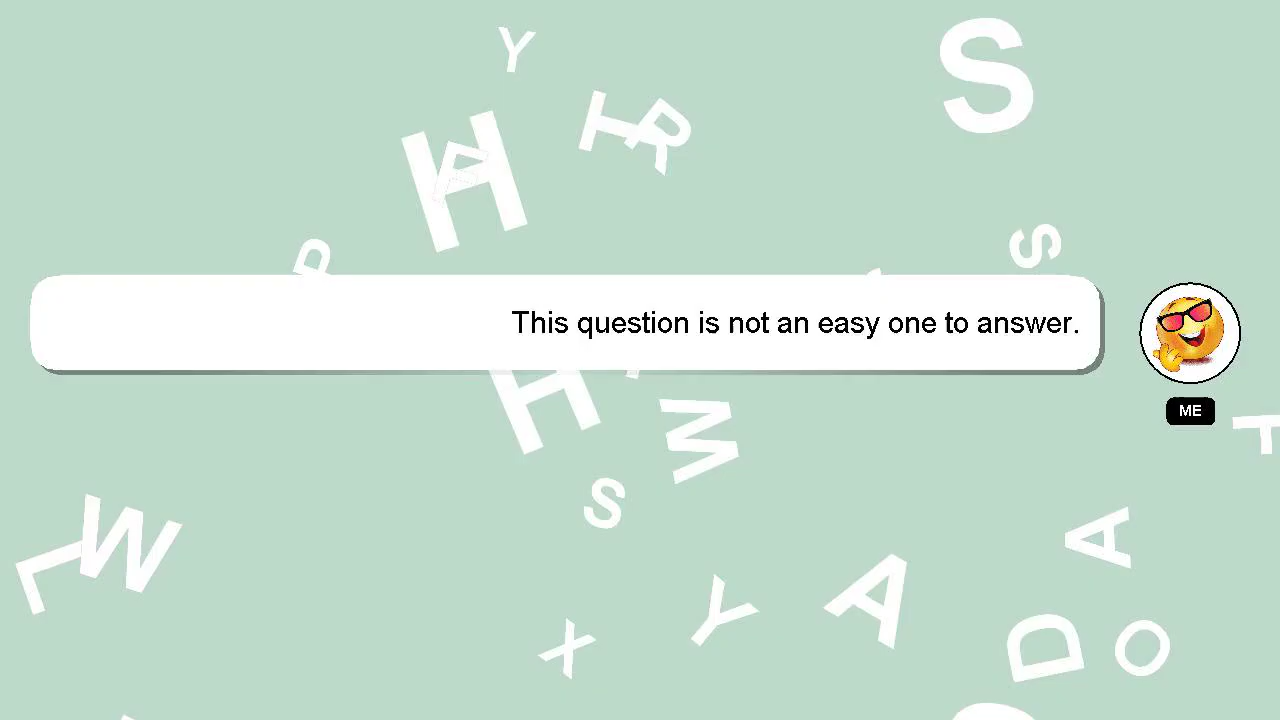 Y
S
T
R
H
A
P
S
This question is not an easy one to answer.
ME
H
W
S
W
L
A
Y
A
X
D
O